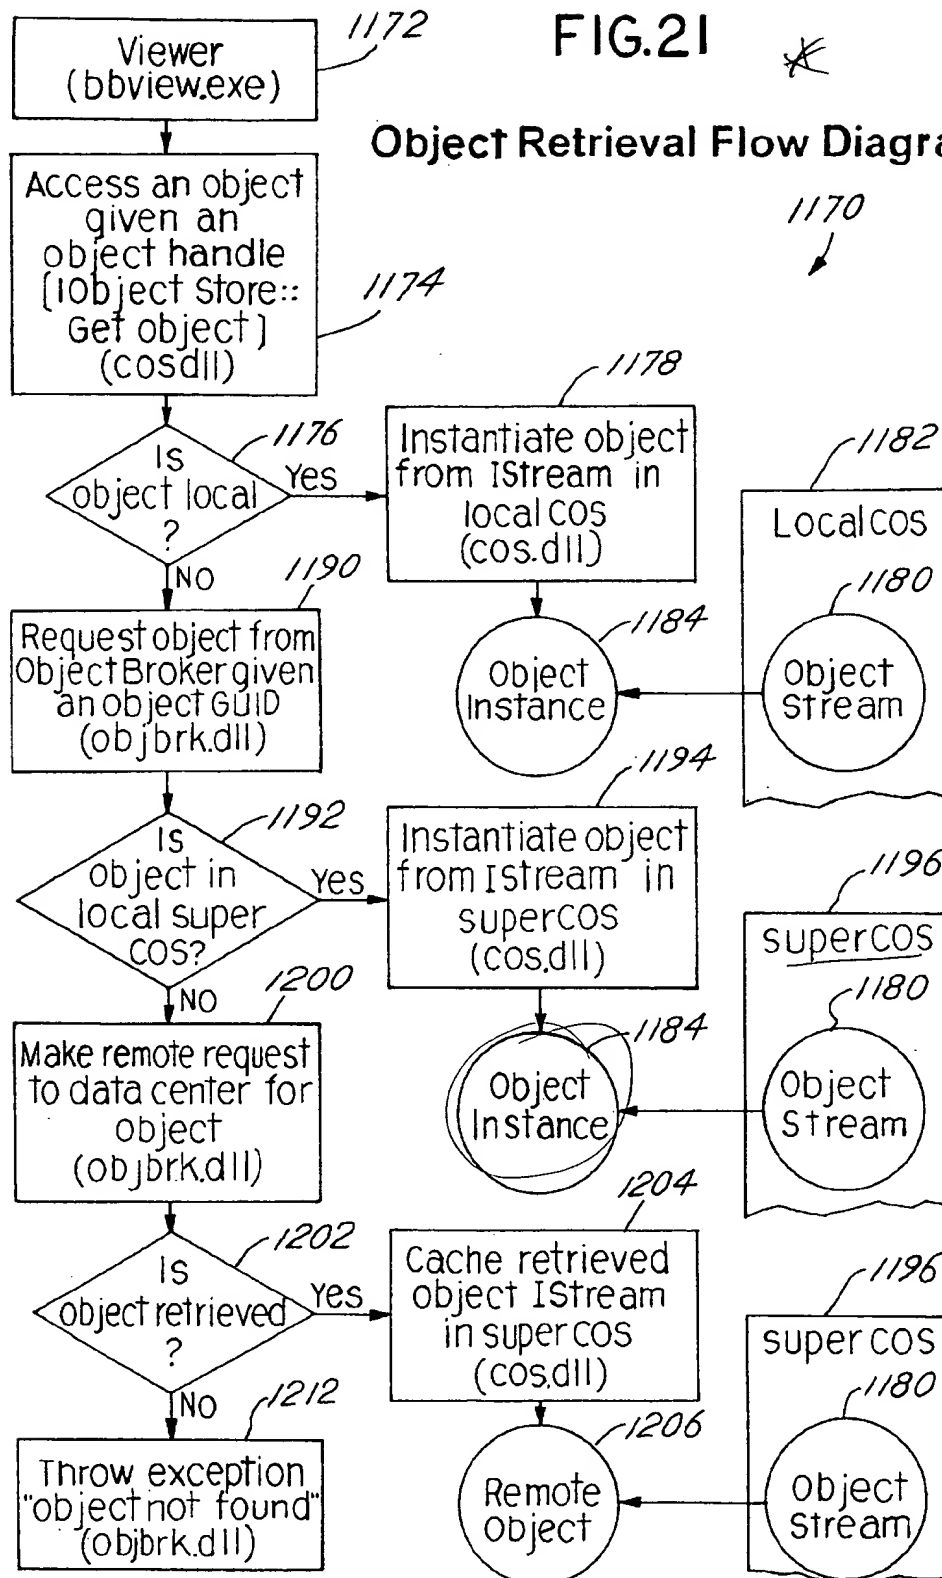 FIG.21
Object Retrieval Flow Diagra
1170
1172
Viewer
(bbview.exe)
1174
Access an object
given an
object handle
[IObject Store::
Get object]
(cosdll)
1176
Is
object local
?
Yes
NO
1178
Instantiate object
from IStream in
local COS
(cos.dll)
1182
Local COS
1180
Object
Stream
1184
Object
Instance
1190
Request object from
Object Broker given
an object GUID
(objbrk.dll)
1192
Is
object in
local super
COS?
Yes
NO
1194
Instantiate object
from Istream in
superCOS
(cos.dll)
1196
superCOS
1180
Object
Stream
1184
Object
Instance
1200
Make remote request
to data center for
object
(objbrk.dll)
1202
Is
object retrieved
?
Yes
NO
1204
Cache retrieved
object IStream
in super COS
(cos.dll)
1196
super COS
1180
Object
Stream
1206
Remote
Object
1212
Throw exception
"object not found"
(objbrk.dll)